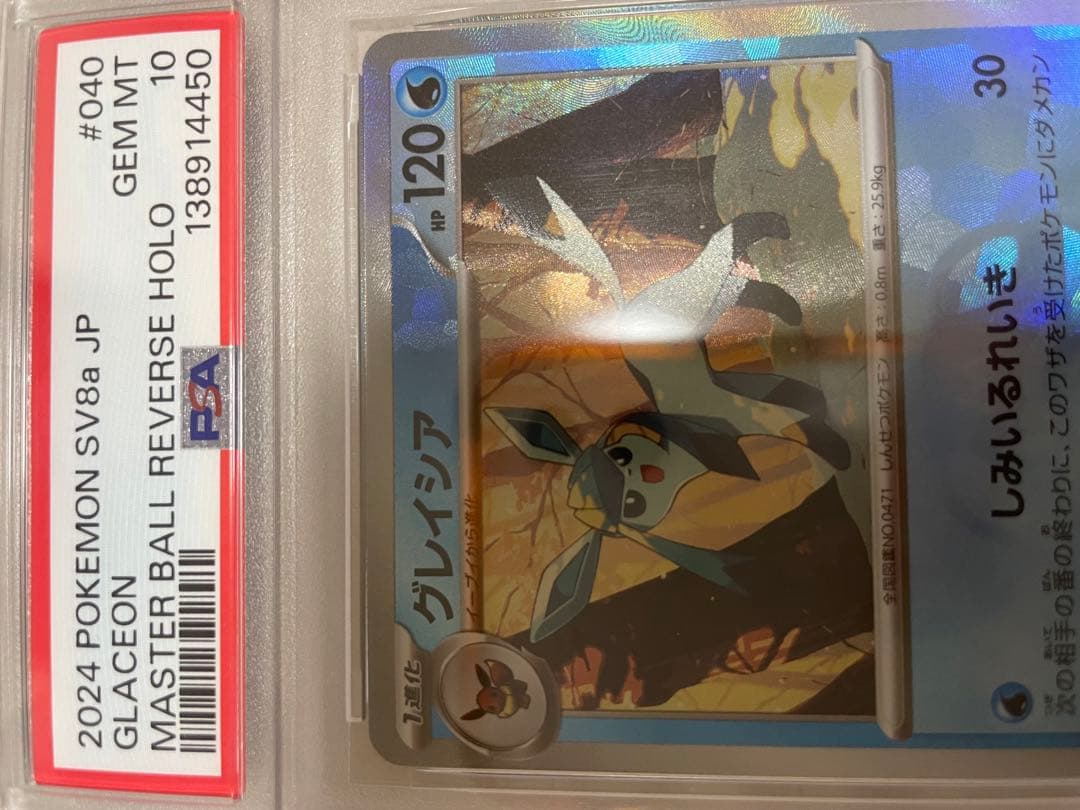 2024 POKEMON SV8a JP #040
GLACEON GEM MT
MASTER BALL REVERSE HOLO 10
138914450
PSA
1進化
グレイシア
HP 120
イーブイから進化
全国図鑑NO.0471 しんせつポケモン 高さ:0.8m 重さ:25.9kg
しみいるれいき 30
次の相手の番の終わりに、このワザを受けたポケモンにダメカン